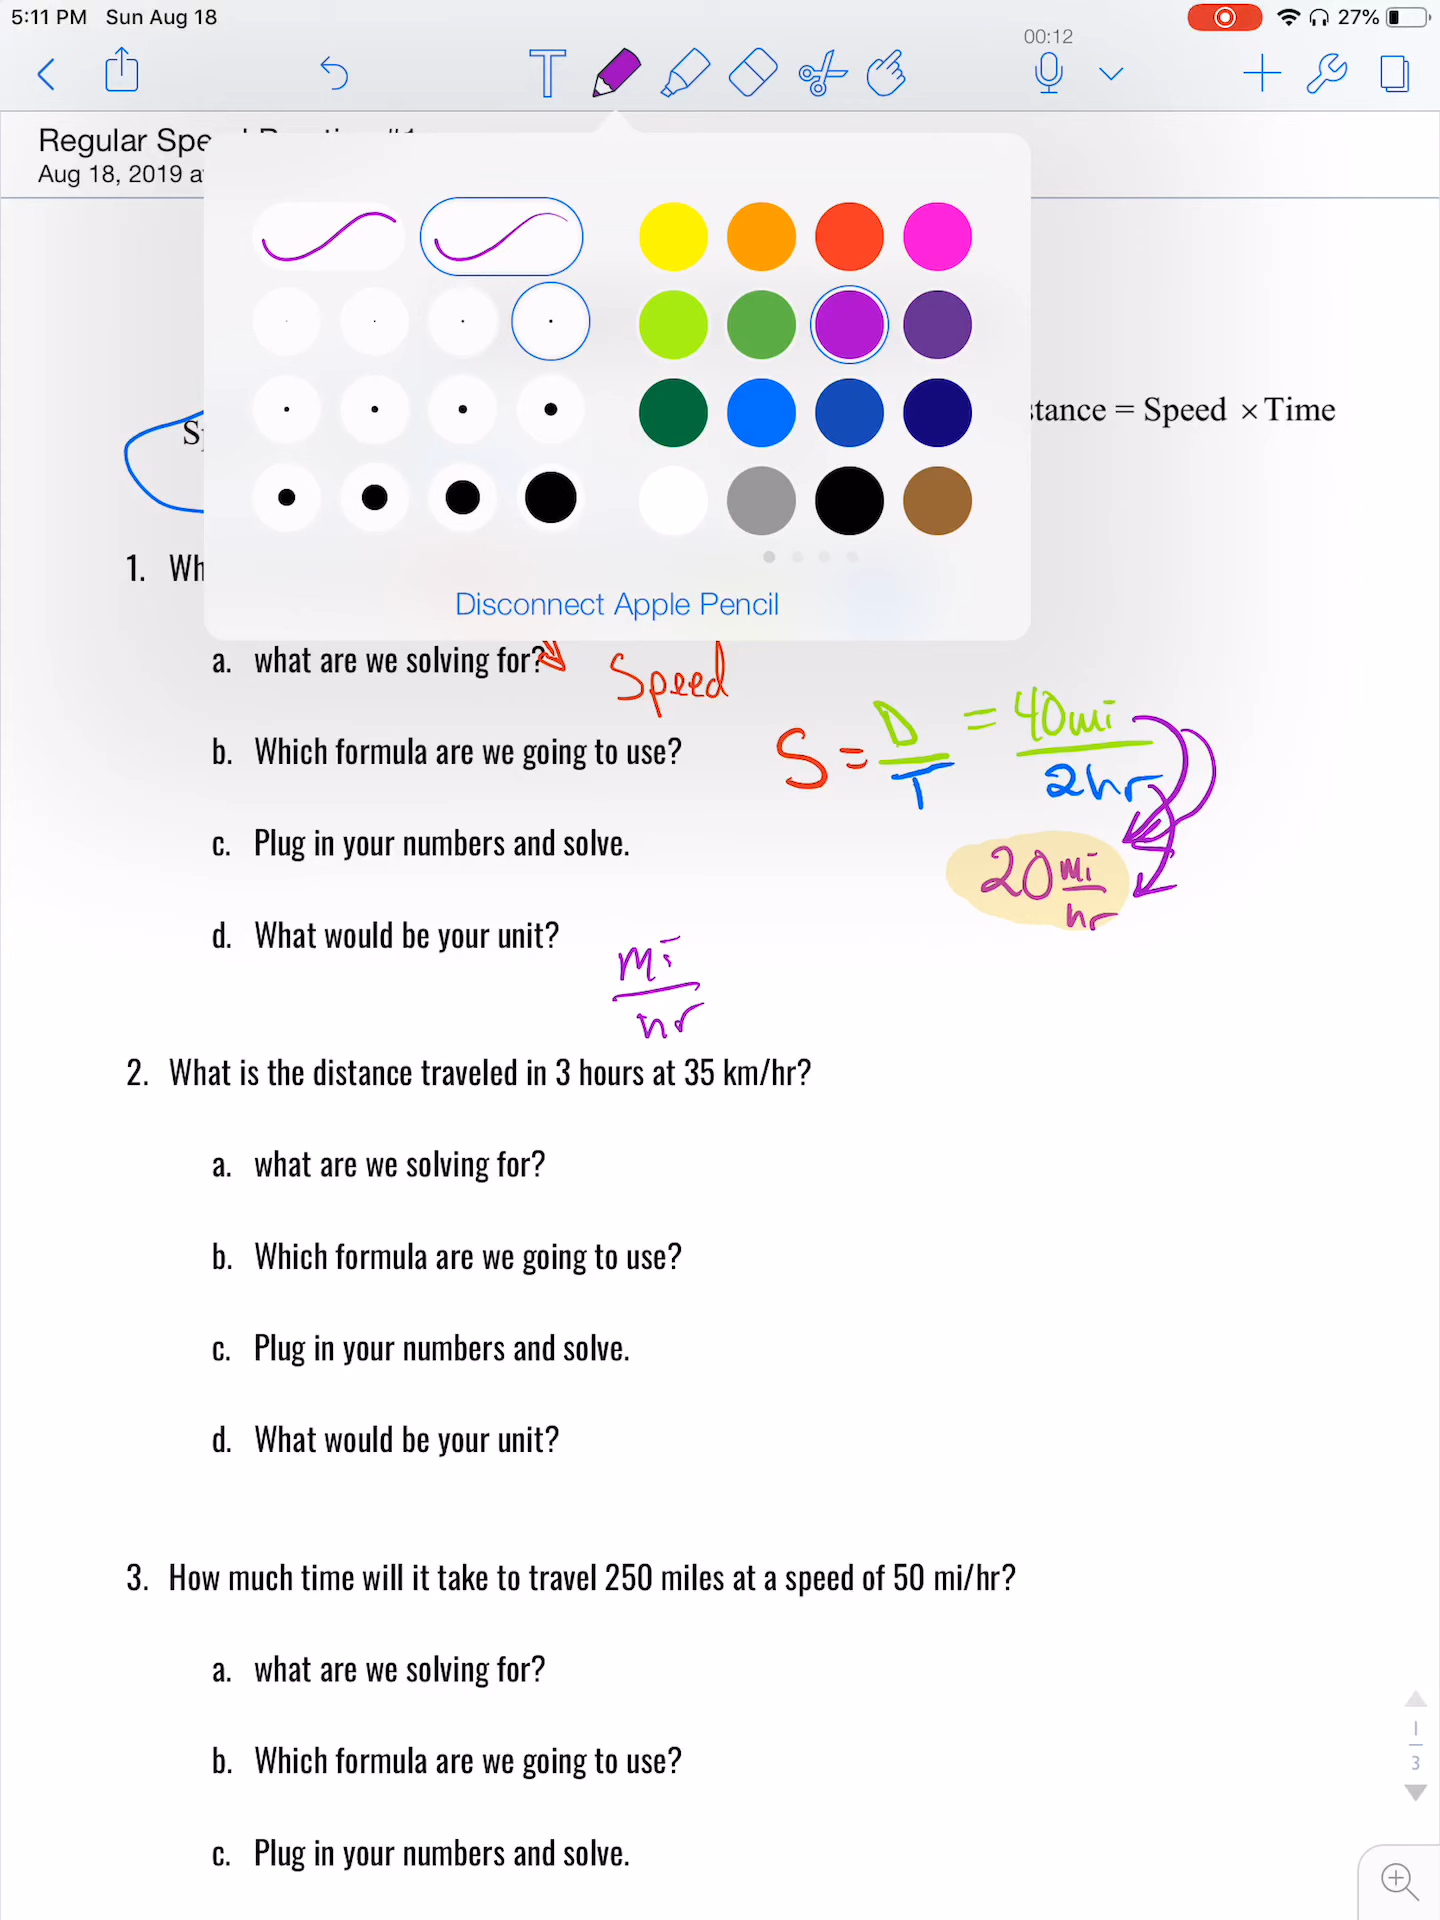 5:11 PM Sun Aug 18
27%
00:12
T
Regular Spe
Aug 18, 2019 a
stance = Speed × Time
1. Wh
Disconnect Apple Pencil
a. what are we solving for?
Speed
b. Which formula are we going to use?
S = D/T = 40mi/2hr
c. Plug in your numbers and solve.
20 mi/hr
d. What would be your unit?
mi/hr
2. What is the distance traveled in 3 hours at 35 km/hr?
a. what are we solving for?
b. Which formula are we going to use?
c. Plug in your numbers and solve.
d. What would be your unit?
3. How much time will it take to travel 250 miles at a speed of 50 mi/hr?
a. what are we solving for?
b. Which formula are we going to use?
1
3
c. Plug in your numbers and solve.